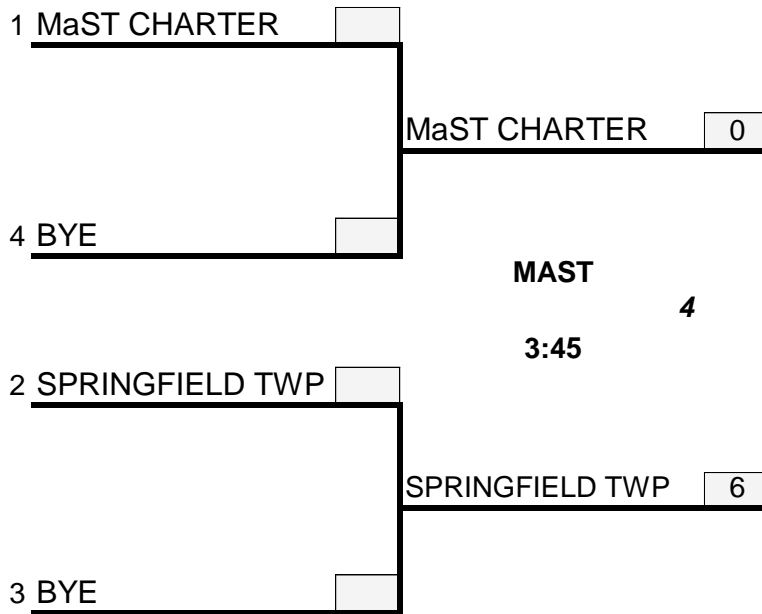 1 MaST CHARTER
MaST CHARTER 0
4 BYE
MAST
4
3:45
2 SPRINGFIELD TWP
SPRINGFIELD TWP 6
3 BYE